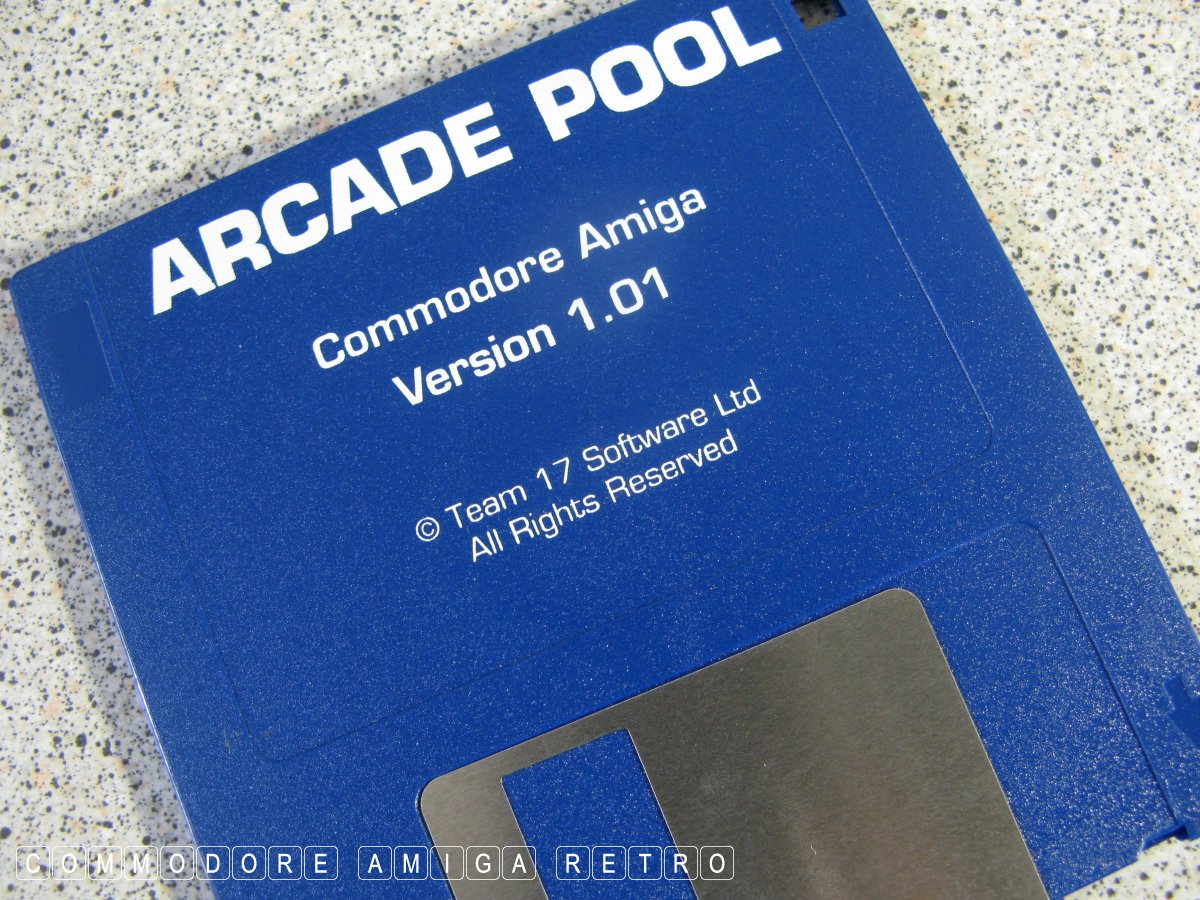 ARCADE POOL
Commodore Amiga
Version 1.01
© Team 17 Software Ltd
All Rights Reserved
COMMODORE AMIGA RETRO